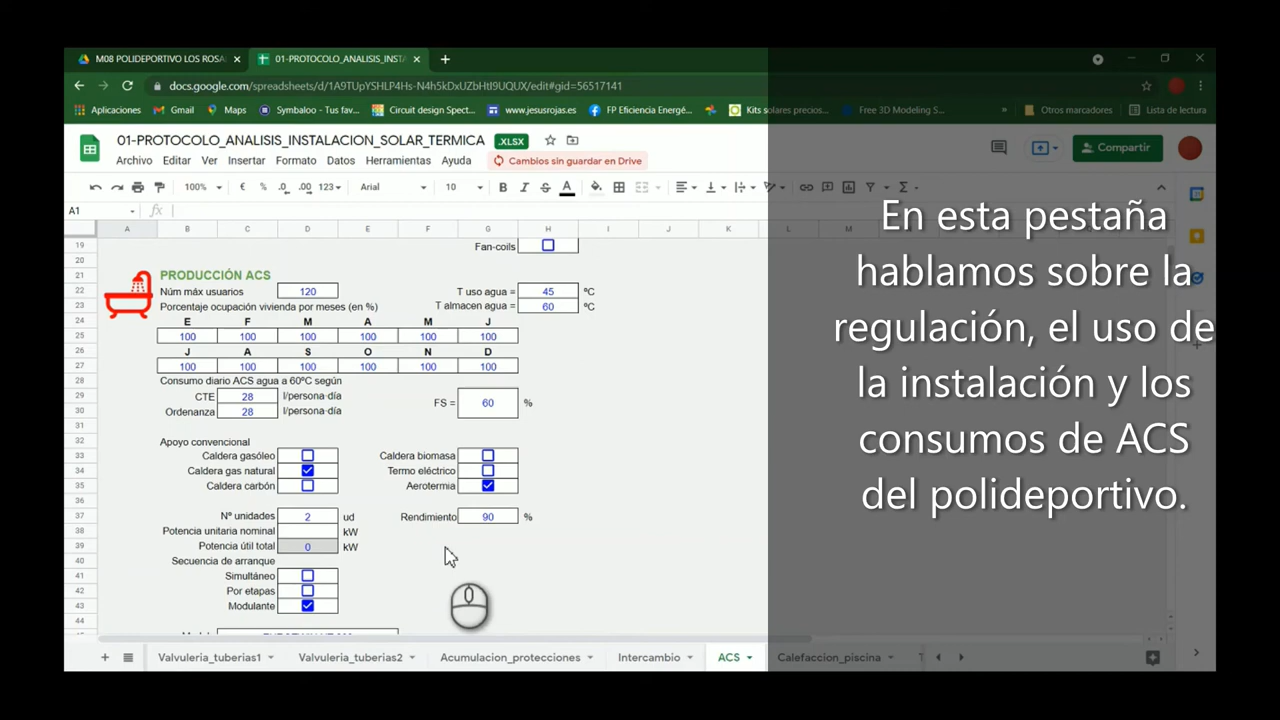 M08 POLIDEPORTIVO LOS ROSA
01-PROTOCOLO_ANALISIS_INSTA
docs.google.com/spreadsheets/d/1A9TUpYSHLP4Hs-N4h5kDxUZbHtI9UQUX/edit#gid=56517141
Aplicaciones Gmail Maps Symbaloo - Tus fav... Circuit design Spect... www.jesusrojas.es FP Eficiencia Energé... Kits solares precios... Free 3D Modeling S... » Otros marcadores Lista de lectura
01-PROTOCOLO_ANALISIS_INSTALACION_SOLAR_TERMICA .XLSX
Archivo Editar Ver Insertar Formato Datos Herramientas Ayuda Cambios sin guardar en Drive
Compartir
100% € % .0 .00 123 Arial 10 B I S A Σ
A1 fx
A B C D E F G H I J K L M
19 Fan-coils
20
21 PRODUCCIÓN ACS
22 Núm máx usuarios 120 T uso agua = 45 ºC
23 Porcentaje ocupación vivienda por meses (en %) T almacen agua = 60 ºC
24 E F M A M J
25 100 100 100 100 100 100
26 J A S O N D
27 100 100 100 100 100 100
28 Consumo diario ACS agua a 60ºC según
29 CTE 28 l/persona·día FS = 60 %
30 Ordenanza 28 l/persona·día
31
32 Apoyo convencional
33 Caldera gasóleo Caldera biomasa
34 Caldera gas natural Termo eléctrico
35 Caldera carbón Aerotermia
36
37 Nº unidades 2 ud Rendimiento 90 %
38 Potencia unitaria nominal kW
39 Potencia útil total 0 kW
40 Secuencia de arranque
41 Simultáneo
42 Por etapas
43 Modulante
44
En esta pestaña
hablamos sobre la
regulación, el uso de
la instalación y los
consumos de ACS
del polideportivo.
Valvuleria_tuberias1 Valvuleria_tuberias2 Acumulacion_protecciones Intercambio ACS Calefaccion_piscina